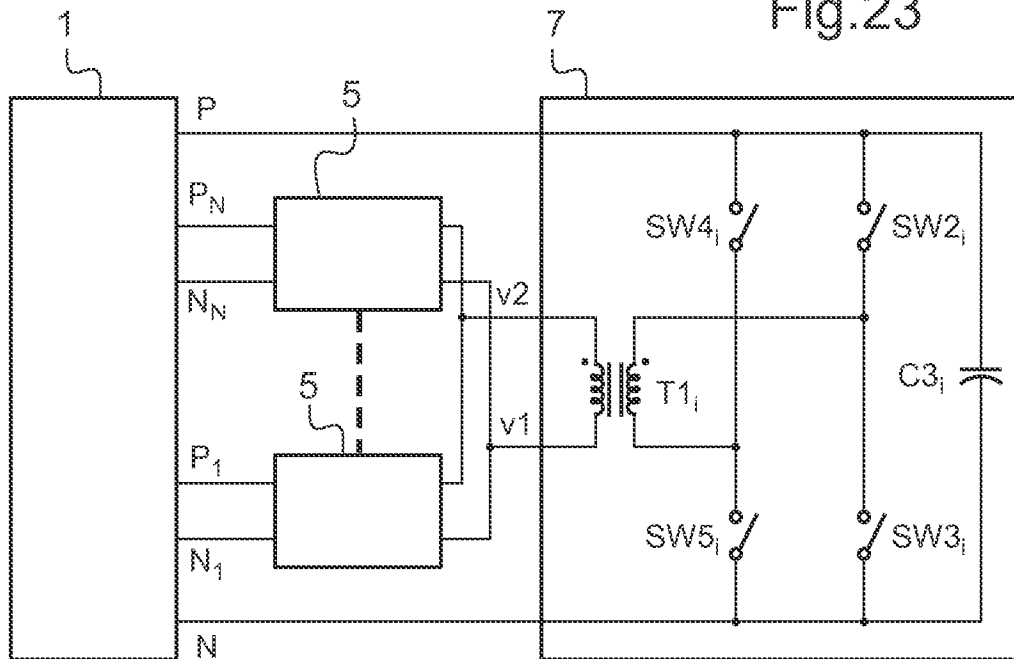 Fig.23
1
7
P
5
P_N
SW4_i
SW2_i
N_N
v2
5
T1_i
C3_i
v1
P_1
SW5_i
SW3_i
N_1
N